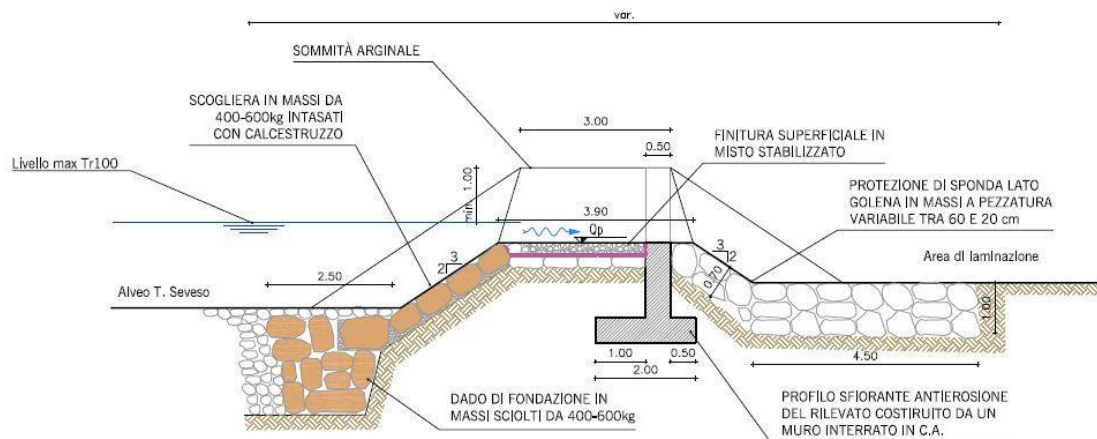 var.
SOMMITÀ ARGINALE
SCOGLIERA IN MASSI DA
400-600kg INTASATI
CON CALCESTRUZZO
3.00
0.50
FINITURA SUPERFICIALE IN
MISTO STABILIZZATO
Livello max Tr100
min. 1.00
PROTEZIONE DI SPONDA LATO
GOLENA IN MASSI A PEZZATURA
VARIABILE TRA 60 E 20 cm
3.90
Qp
3
2
3
2
0.70
Area di laminazione
2.50
Alveo T. Seveso
1.00
1.00
0.50
2.00
4.50
DADO DI FONDAZIONE IN
MASSI SCIOLTI DA 400-600kg
PROFILO SFIORANTE ANTIEROSIONE
DEL RILEVATO COSTRUITO DA UN
MURO INTERRATO IN C.A.